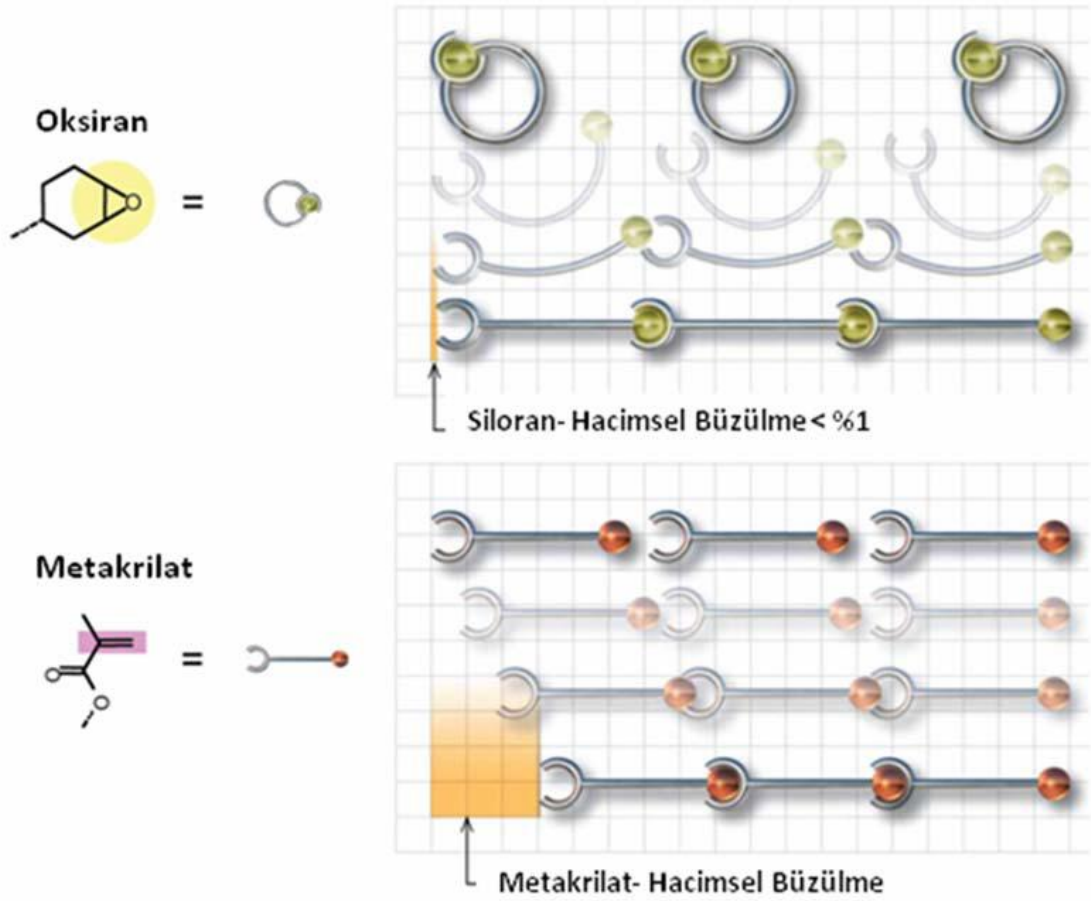 Oksiran
O
=
Siloran- Hacimsel Büzülme< %1
Metakrilat
=
O
O
Metakrilat- Hacimsel Büzülme